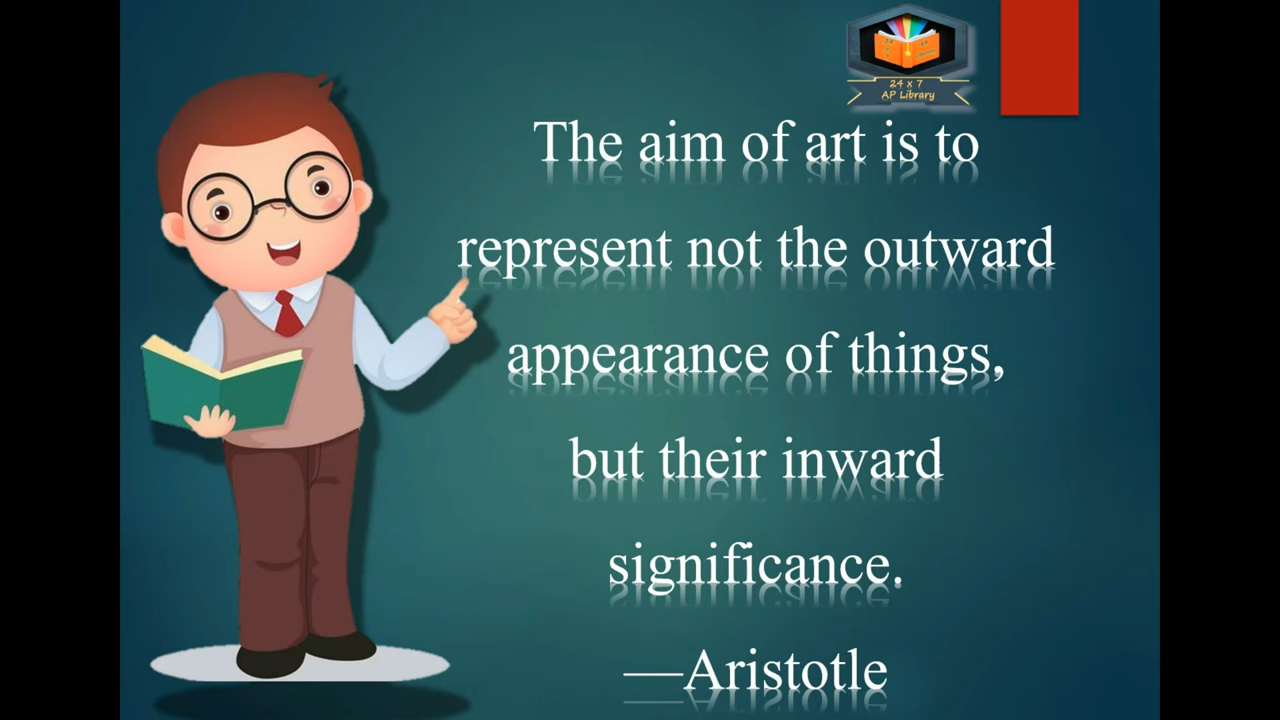 24 x 7
AP Library
The aim of art is to
represent not the outward
appearance of things,
but their inward
significance.
—Aristotle